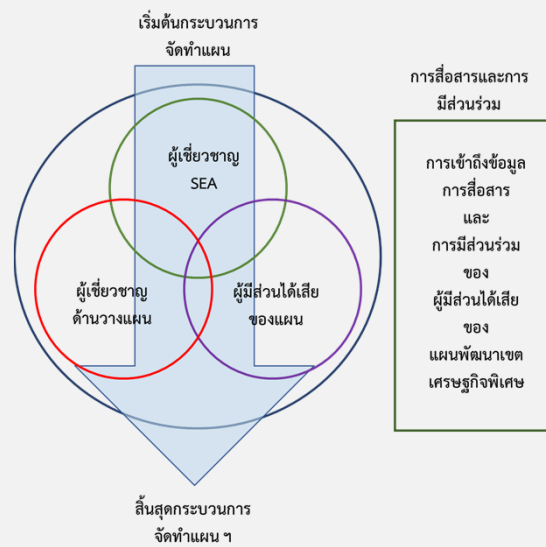 เริ่มต้นกระบวนการ
จัดทำแผน
การสื่อสารและการ
มีส่วนร่วม
ผู้เชี่ยวชาญ
SEA
ผู้เชี่ยวชาญ
ด้านวางแผน
ผู้มีส่วนได้เสีย
ของแผน
การเข้าถึงข้อมูล
การสื่อสาร
และ
การมีส่วนร่วม
ของ
ผู้มีส่วนได้เสีย
ของ
แผนพัฒนาเขต
เศรษฐกิจพิเศษ
สิ้นสุดกระบวนการ
จัดทำแผน ฯ